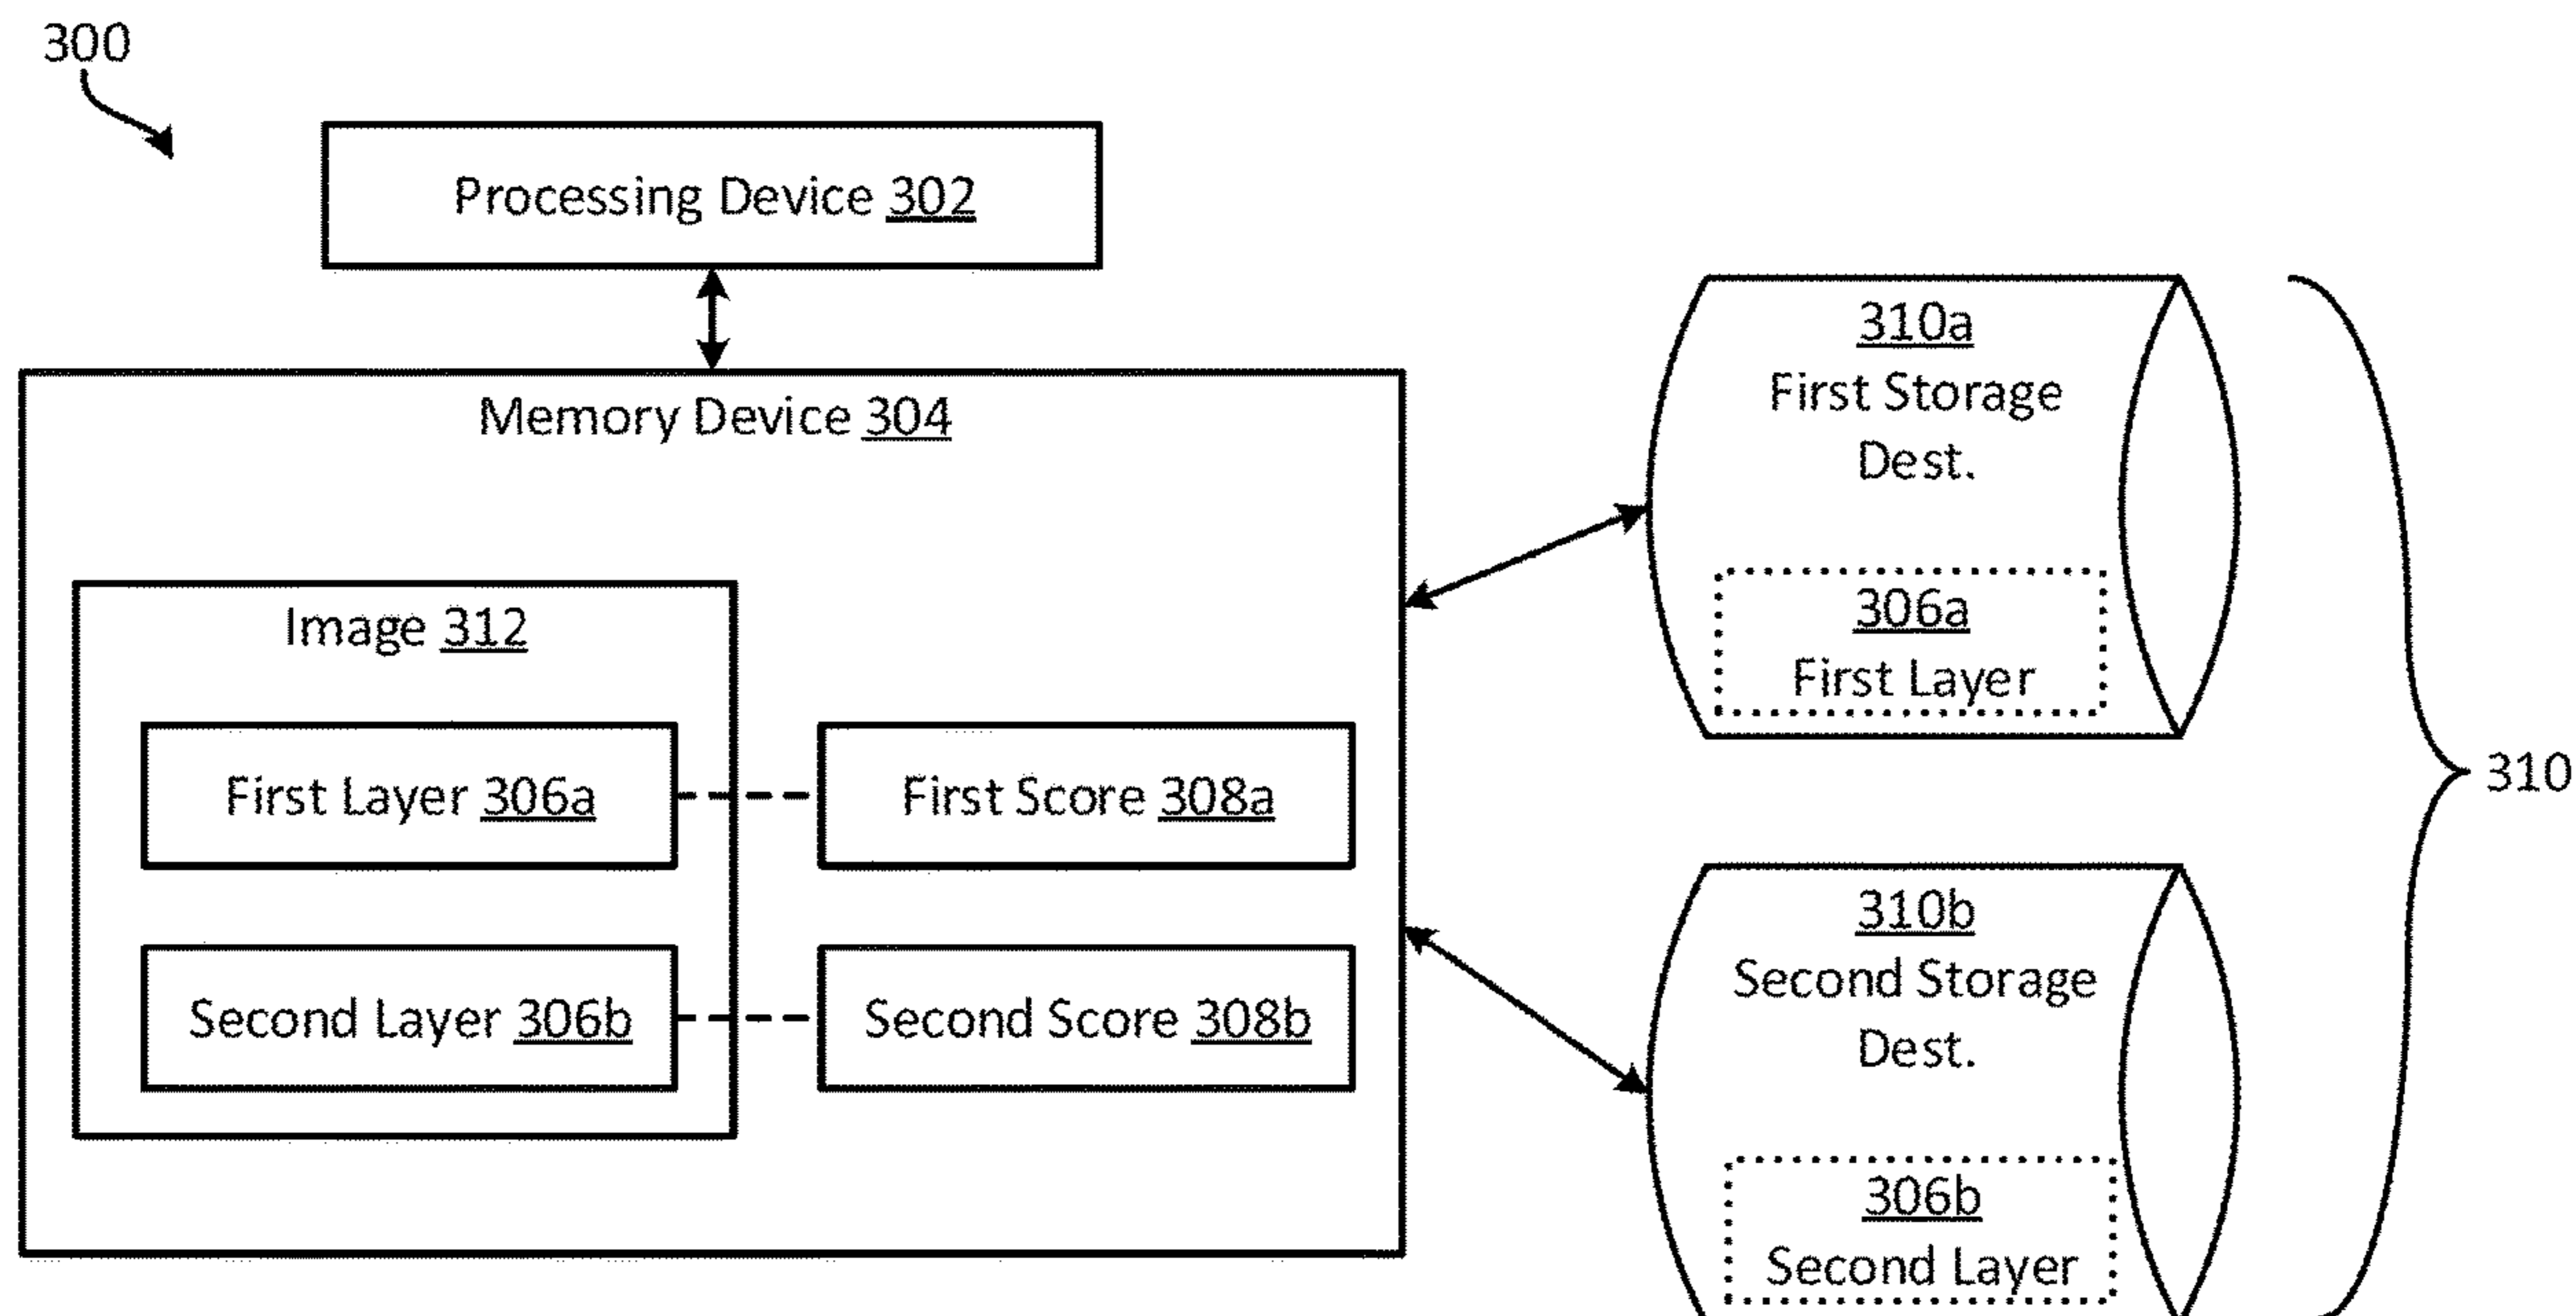 300
Processing Device 302
Memory Device 304
Image 312
First Layer 306a
First Score 308a
Second Layer 306b
Second Score 308b
310a
First Storage
Dest.
306a
First Layer
310b
Second Storage
Dest.
306b
Second Layer
310